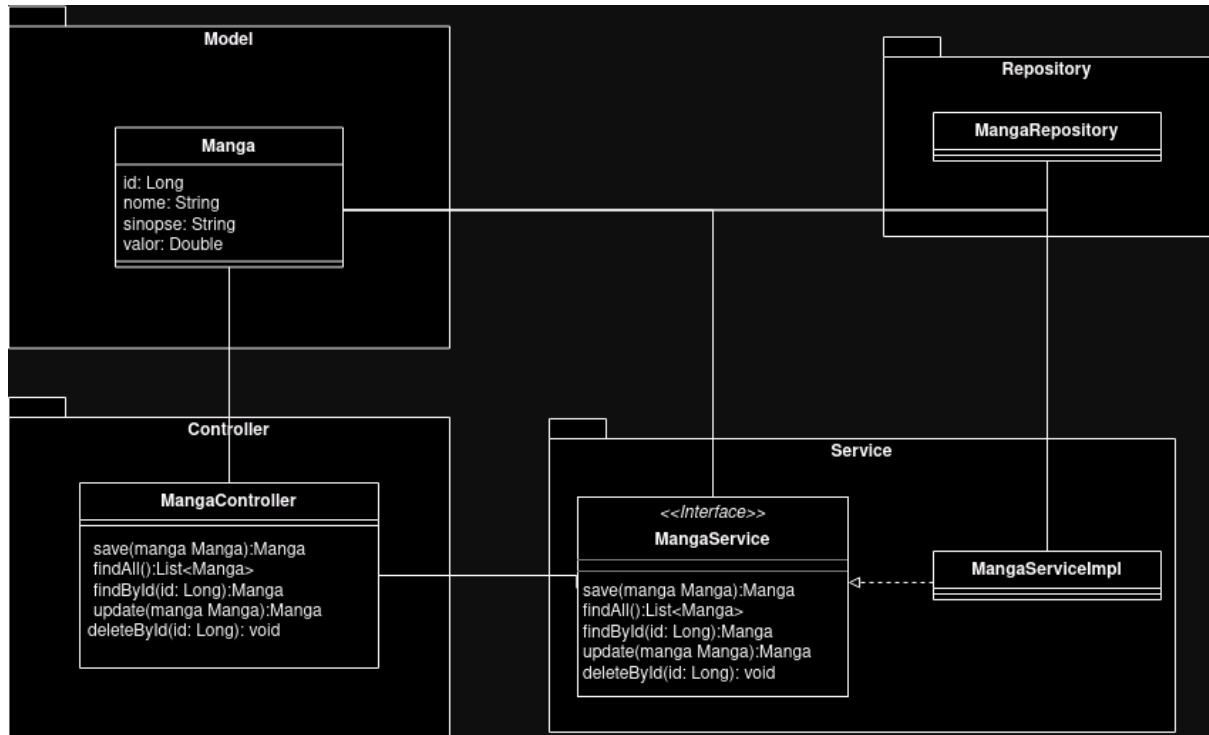 Model
Manga
id: Long
nome: String
sinopse: String
valor: Double
Repository
MangaRepository
Controller
MangaController
save(manga Manga):Manga
findAll():List<Manga>
findById(id: Long):Manga
update(manga Manga):Manga
deleteById(id: Long): void
Service
<<Interface>>
MangaService
save(manga Manga):Manga
findAll():List<Manga>
findById(id: Long):Manga
update(manga Manga):Manga
deleteById(id: Long): void
MangaServiceImpl